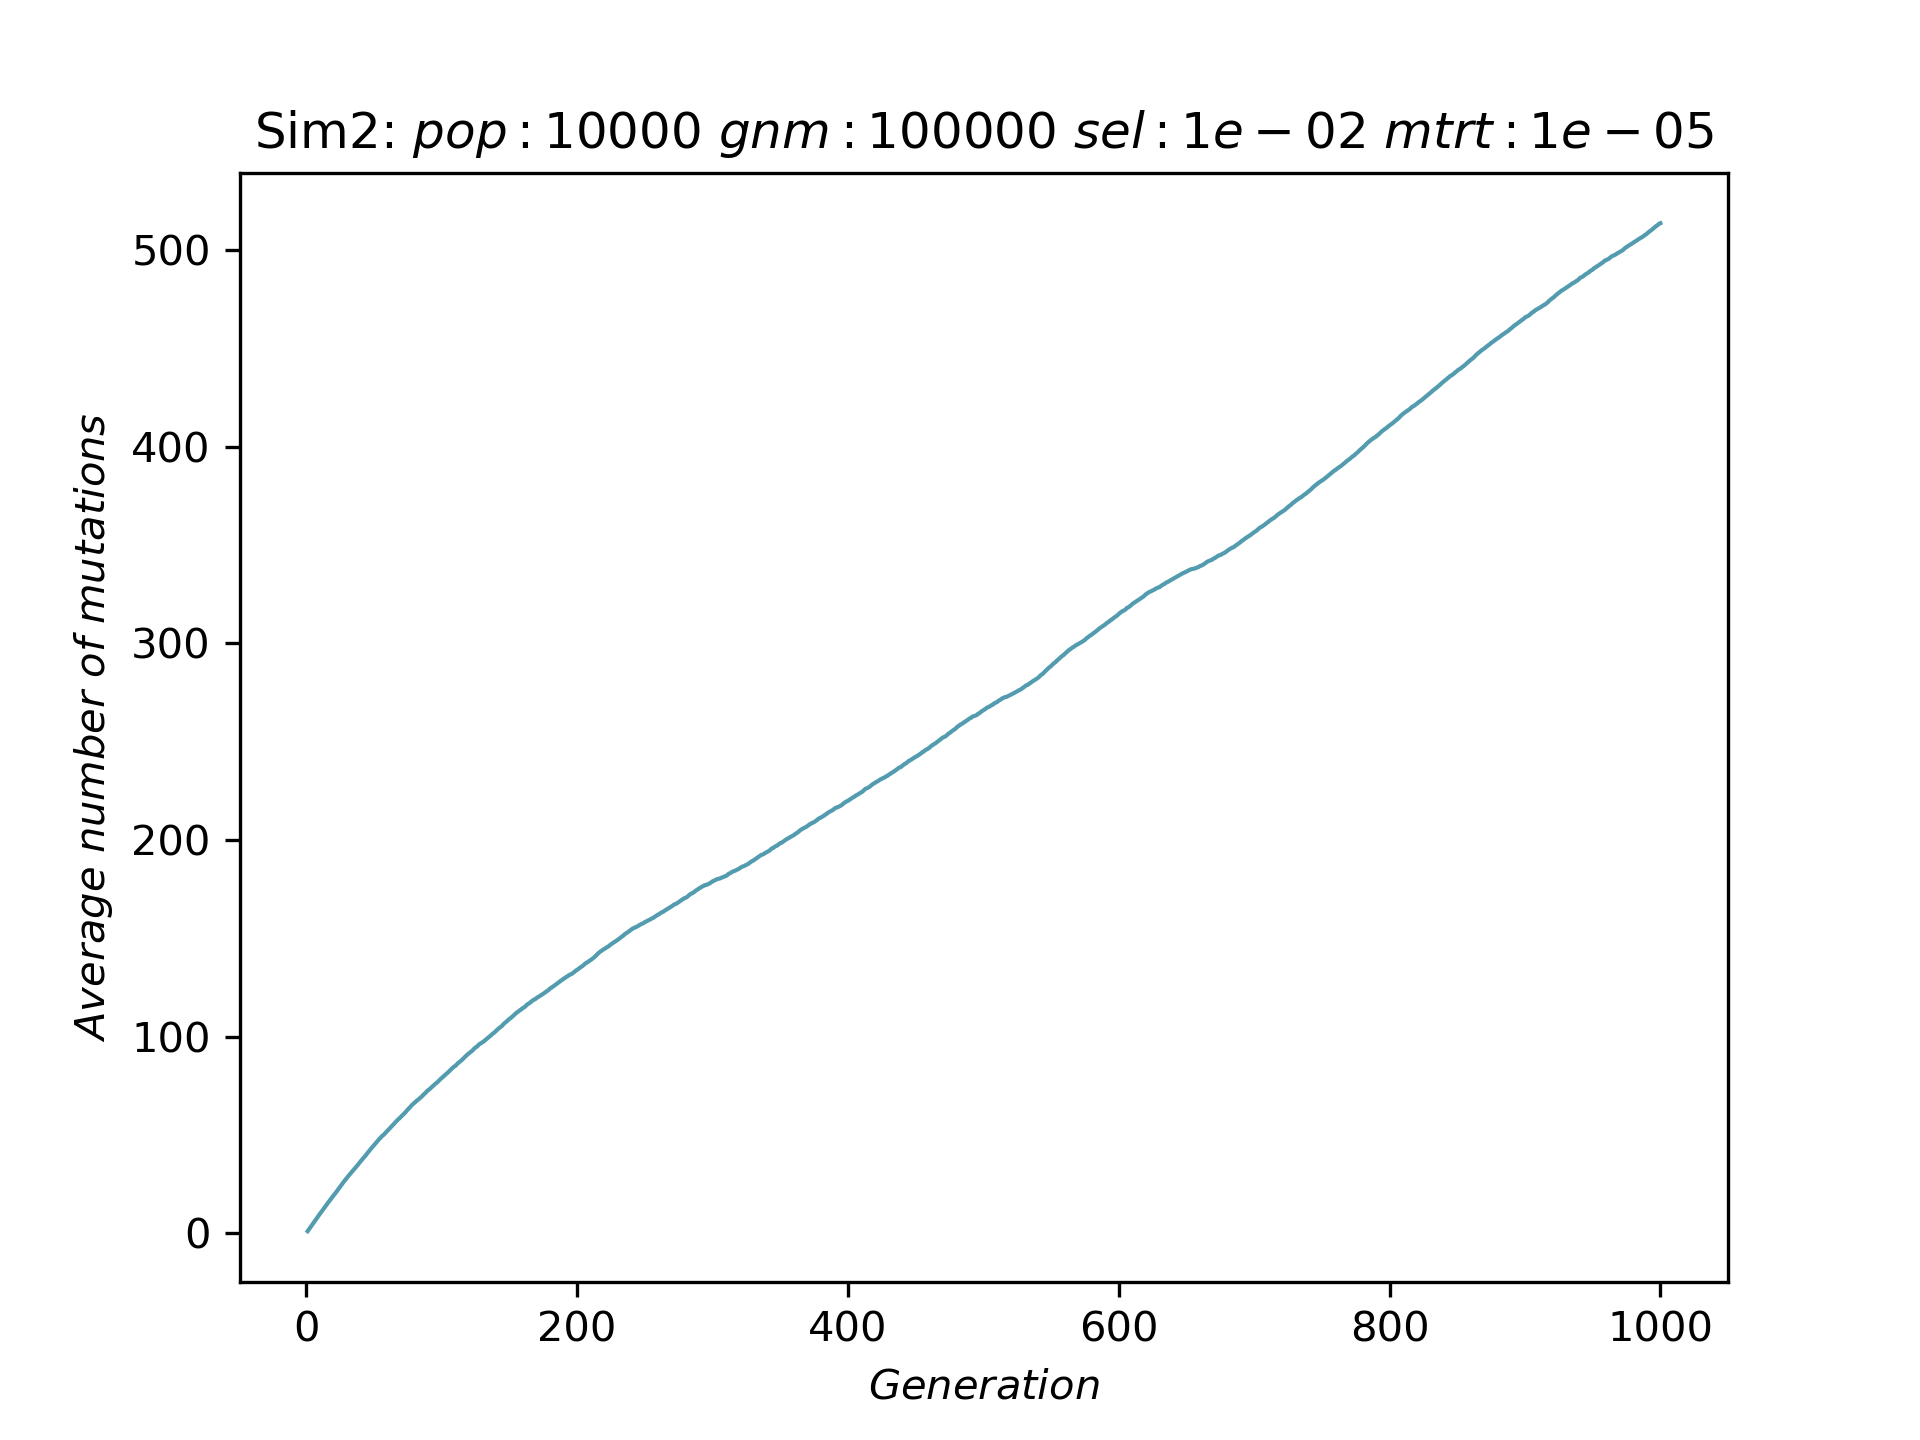 Sim2: pop : 10000 gnm : 100000 sel : 1e − 02 mtrt : 1e − 05
500
400
300
200
100
0
Average number of mutations
0 200 400 600 800 1000
Generation